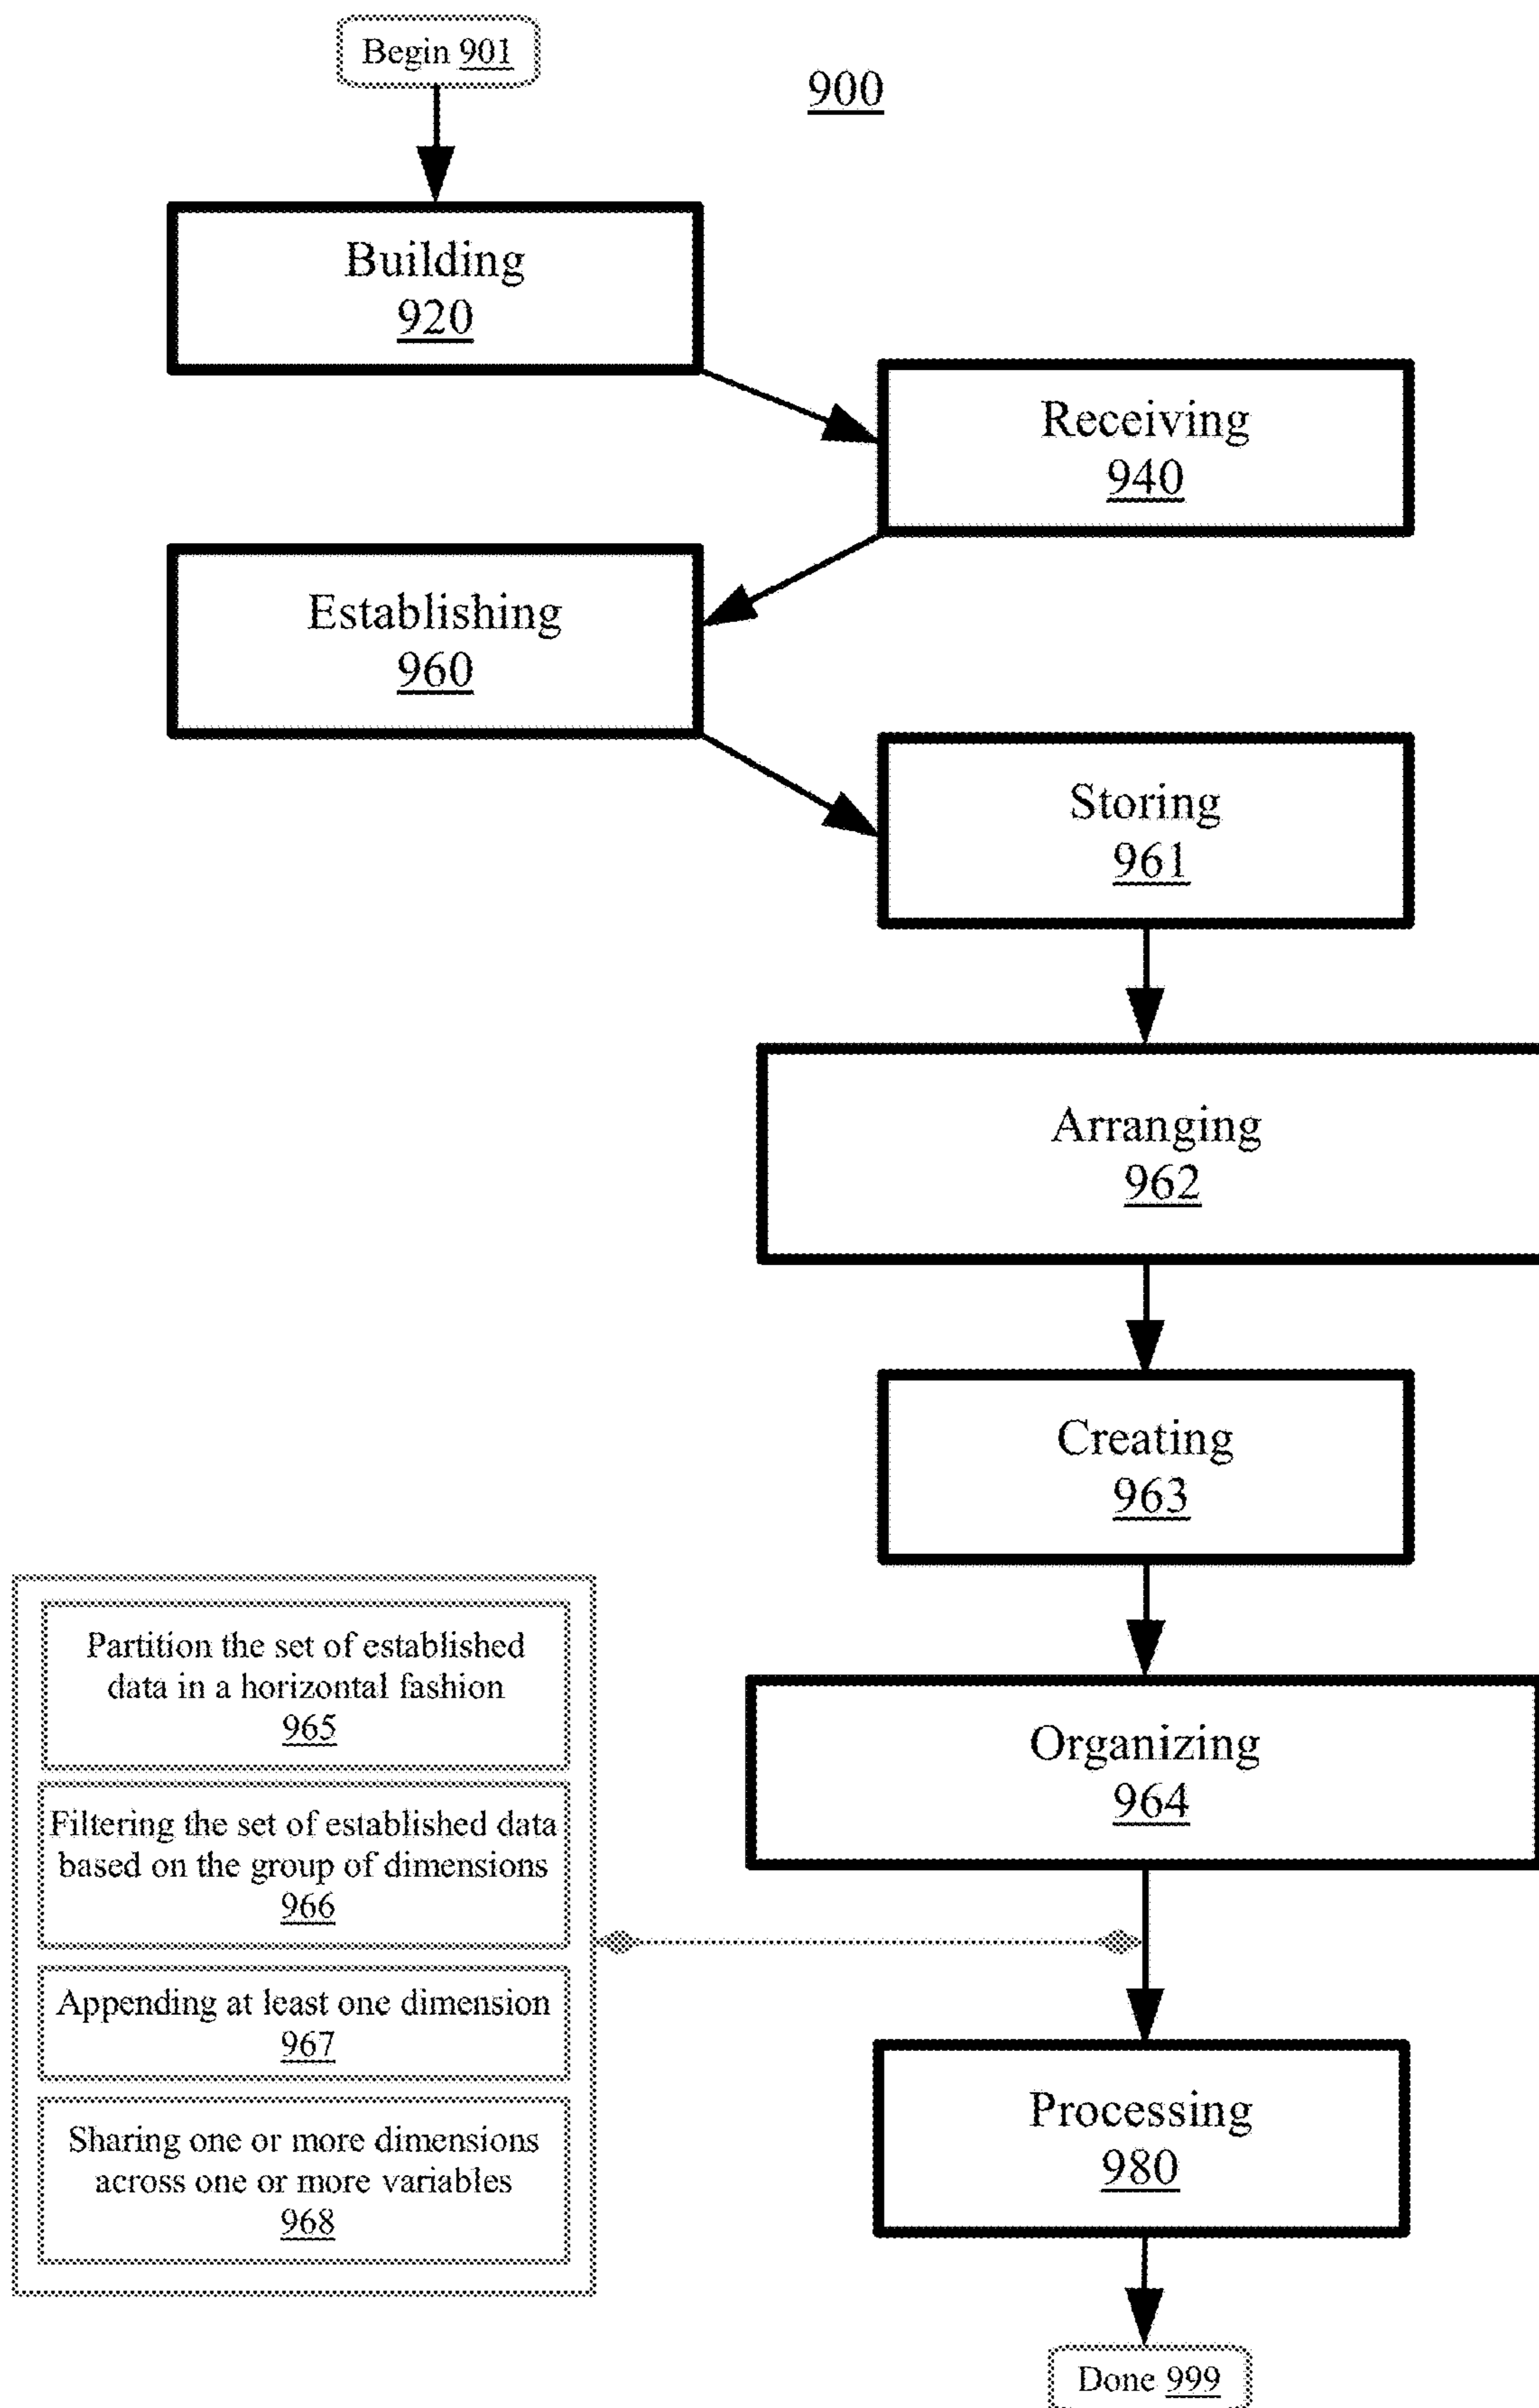 Begin 901
900
Building
920
Receiving
940
Establishing
960
Storing
961
Arranging
962
Creating
963
Organizing
964
Partition the set of established
data in a horizontal fashion
965
Filtering the set of established data
based on the group of dimensions
966
Appending at least one dimension
967
Sharing one or more dimensions
across one or more variables
968
Processing
980
Done 999